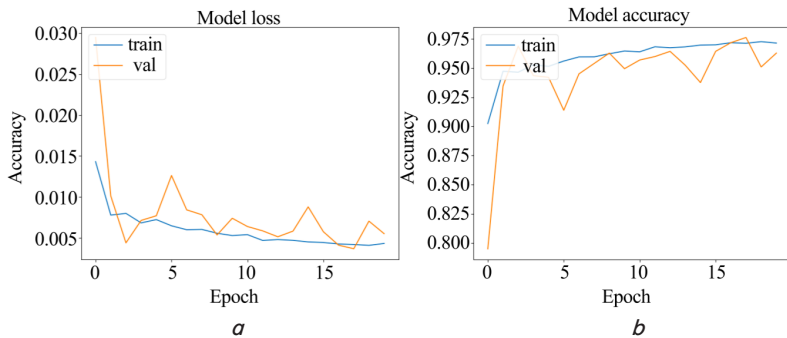 Model loss
0.030
0.025
0.020
0.015
0.010
0.005
Accuracy
train
val
0 5 10 15
Epoch
a
Model accuracy
0.975
0.950
0.925
0.900
0.875
0.850
0.825
0.800
Accuracy
train
val
0 5 10 15
Epoch
b